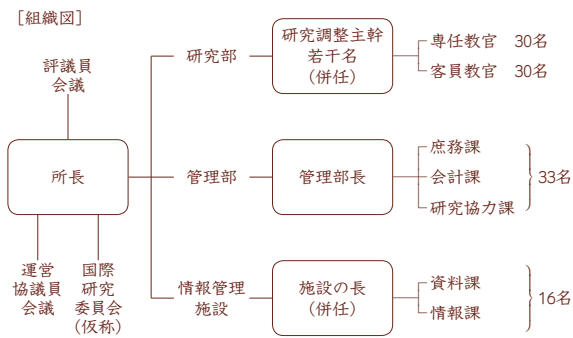 ［組織図］
評議員
会議
所長
運営
協議員
会議
国際
研究
委員会
（仮称）
研究部
研究調整主幹
若干名
（併任）
専任教官　30名
客員教官　30名
管理部
管理部長
庶務課
会計課
研究協力課
33名
情報管理
施設
施設の長
（併任）
資料課
情報課
16名